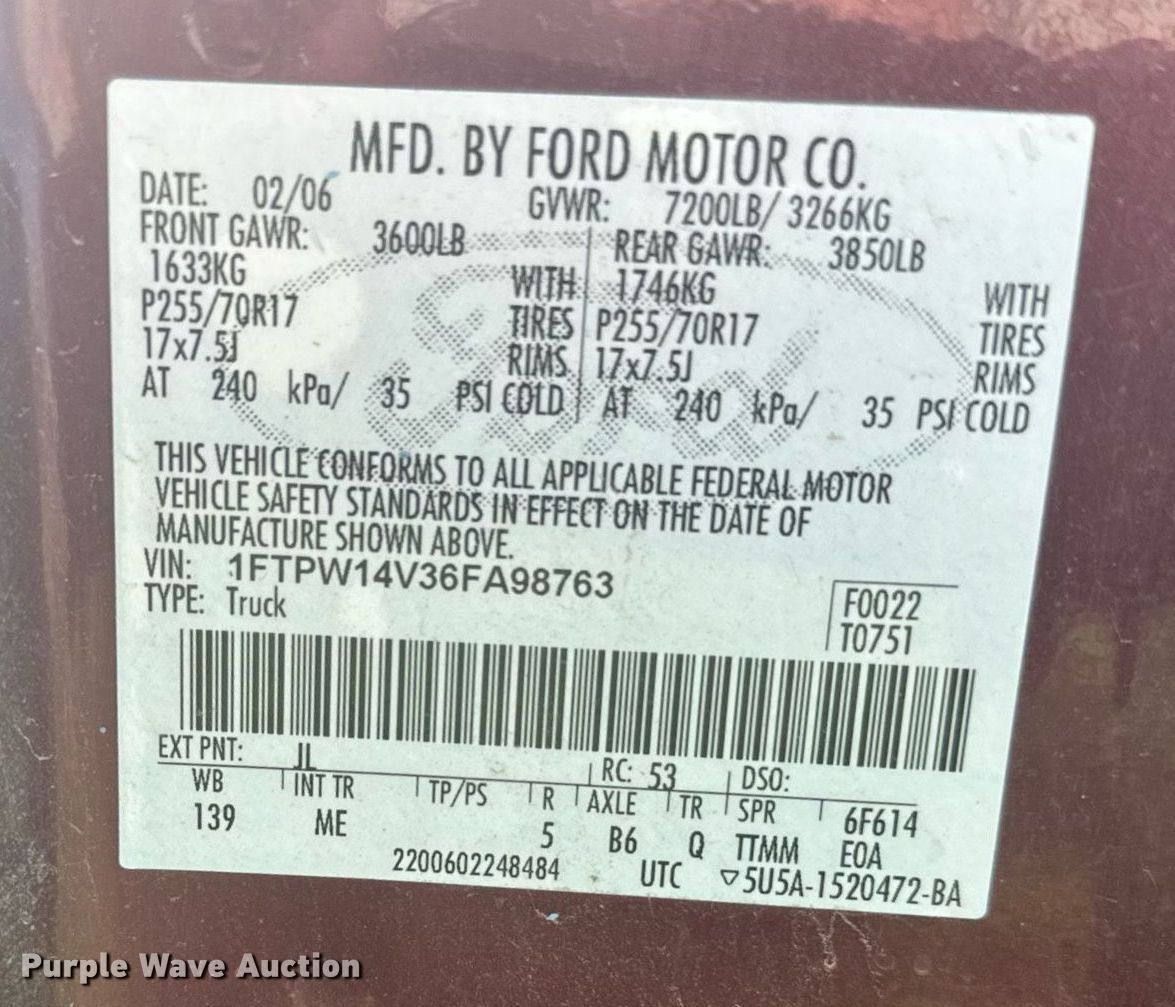 MFD. BY FORD MOTOR CO.
DATE: 02/06 GVWR: 7200LB/ 3266KG
FRONT GAWR: 3600LB REAR GAWR: 3850LB
1633KG WITH 1746KG WITH
P255/70R17 TIRES P255/70R17 TIRES
17x7.5J RIMS 17x7.5J RIMS
AT 240 kPa/ 35 PSI COLD AT 240 kPa/ 35 PSI COLD
THIS VEHICLE CONFORMS TO ALL APPLICABLE FEDERAL MOTOR
VEHICLE SAFETY STANDARDS IN EFFECT ON THE DATE OF
MANUFACTURE SHOWN ABOVE.
VIN: 1FTPW14V36FA98763
TYPE: Truck
F0022
T0751
EXT PNT: JL RC: 53 DSO:
WB INT TR TP/PS R AXLE TR SPR 6F614
139 ME 5 B6 Q TTMM E0A
2200602248484 UTC ▽5U5A-1520472-BA
Ford
Purple Wave Auction